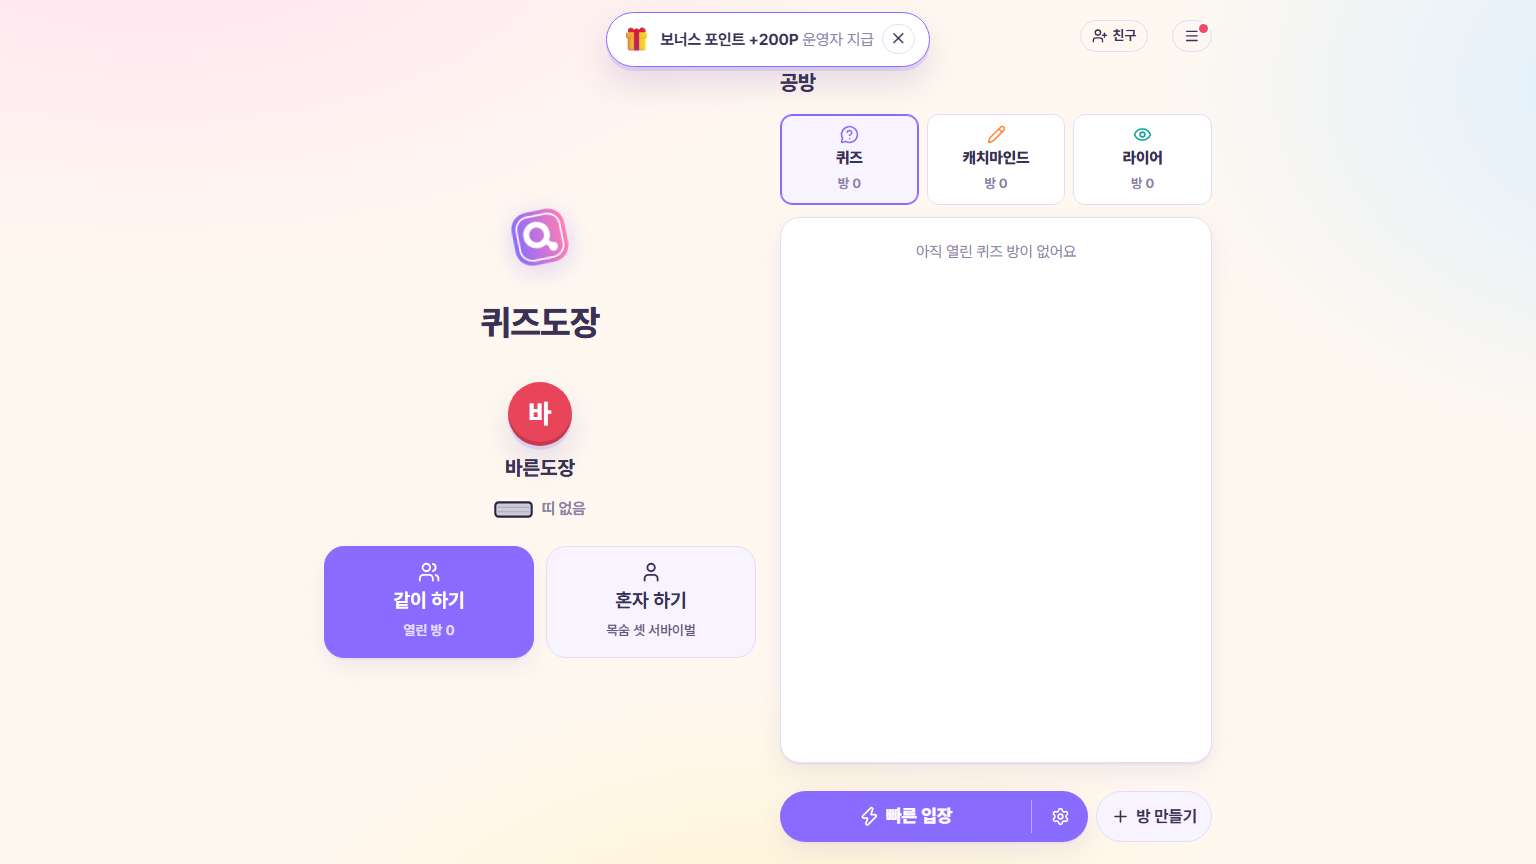 보너스 포인트 +200P 운영자 지급
친구
공방
퀴즈
방 0
캐치마인드
방 0
라이어
방 0
아직 열린 퀴즈 방이 없어요
퀴즈도장
바
바른도장
띠 없음
같이 하기
열린 방 0
혼자 하기
목숨 셋 서바이벌
빠른 입장
방 만들기